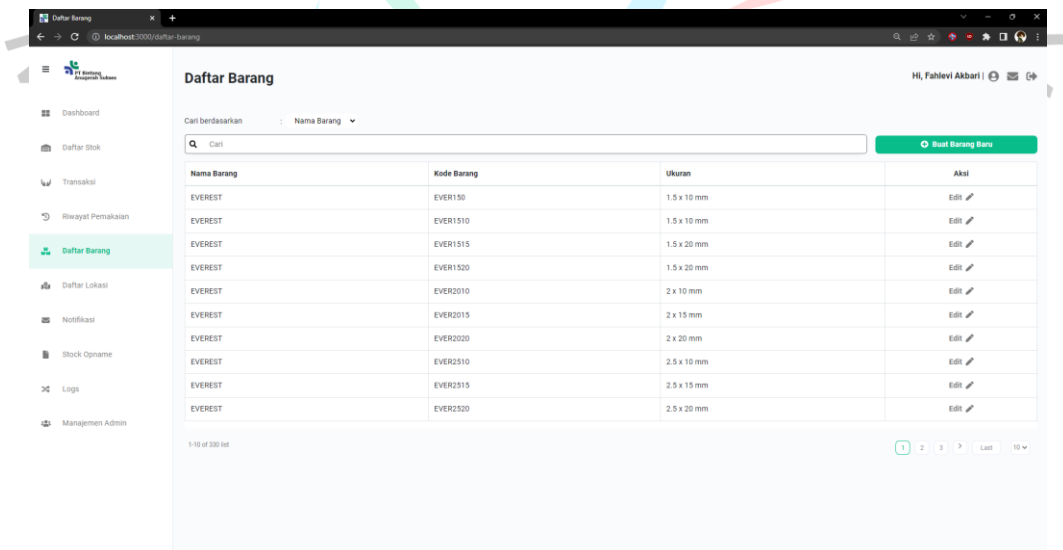 Daftar Barang
localhost:3000/daftar-barang
PT Bintang
Anugerah Sukses
Daftar Barang
Hi, Fahlevi Akbari |
Dashboard
Daftar Stok
Transaksi
Riwayat Pemakaian
Daftar Barang
Daftar Lokasi
Notifikasi
Stock Opname
Logs
Manajemen Admin
Cari berdasarkan : Nama Barang
Cari
Buat Barang Baru
Nama Barang Kode Barang Ukuran Aksi
EVEREST EVER150 1.5 x 10 mm Edit
EVEREST EVER1510 1.5 x 10 mm Edit
EVEREST EVER1515 1.5 x 20 mm Edit
EVEREST EVER1520 1.5 x 20 mm Edit
EVEREST EVER2010 2 x 10 mm Edit
EVEREST EVER2015 2 x 15 mm Edit
EVEREST EVER2020 2 x 20 mm Edit
EVEREST EVER2510 2.5 x 10 mm Edit
EVEREST EVER2515 2.5 x 15 mm Edit
EVEREST EVER2520 2.5 x 20 mm Edit
1-10 of 330 list
1 2 3 > Last 10